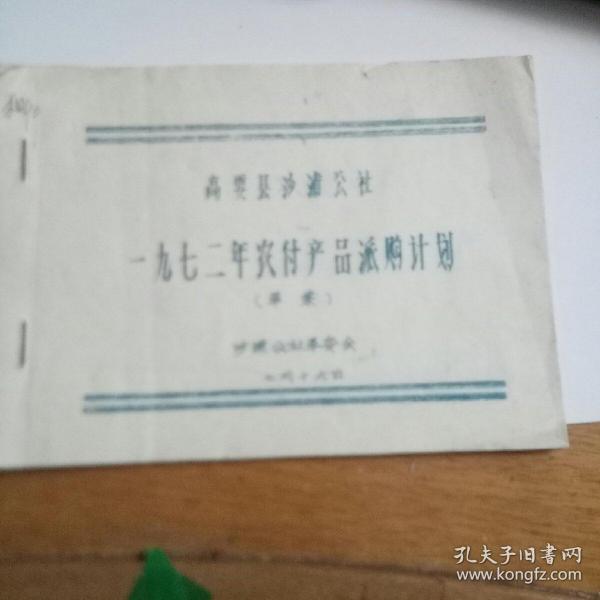 高要县沙浦公社
一九七二年农付产品派购计划
（草案）
沙浦公社革委会
孔夫子旧书网
www.kongfz.com